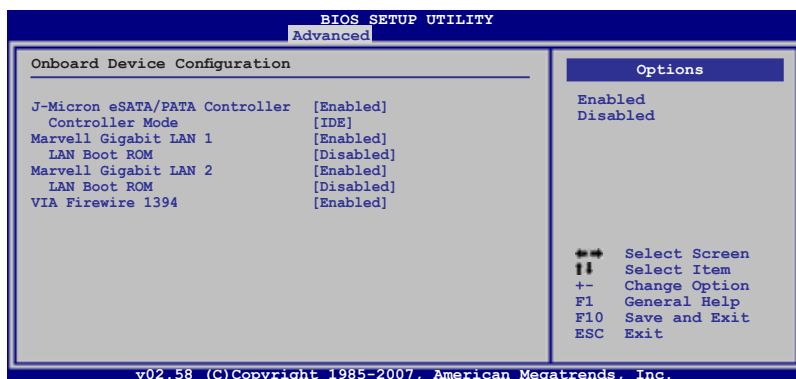 BIOS SETUP UTILITY
Advanced
Onboard Device Configuration
J-Micron eSATA/PATA Controller [Enabled]
Controller Mode [IDE]
Marvell Gigabit LAN 1 [Enabled]
LAN Boot ROM [Disabled]
Marvell Gigabit LAN 2 [Enabled]
LAN Boot ROM [Disabled]
VIA Firewire 1394 [Enabled]
Options
Enabled
Disabled
←→ Select Screen
↑↓ Select Item
+- Change Option
F1 General Help
F10 Save and Exit
ESC Exit
v02.58 (C)Copyright 1985-2007, American Megatrends, Inc.